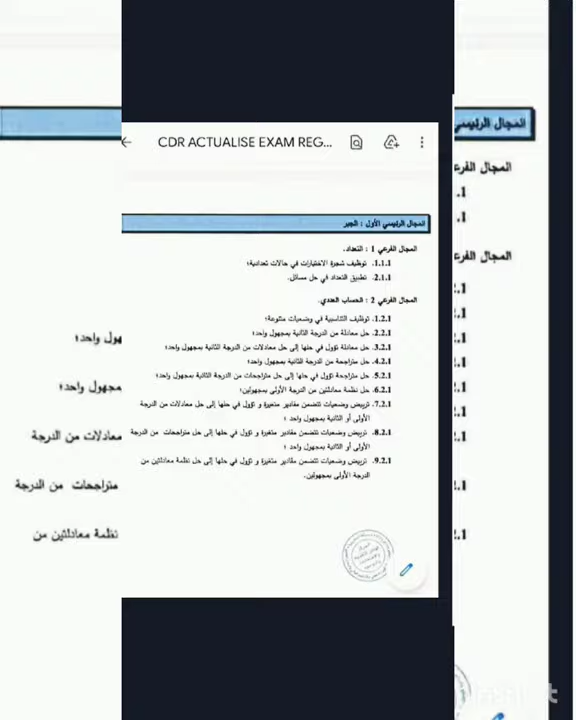 CDR ACTUALISE EXAM REG...
المجال الرئيسي الأول : الجبر
المجال الفرعي 1 : التعداد.
1.1.1. توظيف شجرة الاختيارات في حالات تعدادية؛
2.1.1. تطبيق التعداد في حل مسائل.
المجال الفرعي 2 : الحساب العددي.
1.2.1. توظيف التناسبية في وضعيات متنوعة؛
2.2.1. حل معادلة من الدرجة الثانية بمجهول واحد؛
3.2.1. حل معادلة تؤول في حلها إلى حل معادلات من الدرجة الثانية بمجهول واحد؛
4.2.1. حل متراجحة من الدرجة الثانية بمجهول واحد؛
5.2.1. حل متراجحة تؤول في حلها إلى حل متراجحات من الدرجة الثانية بمجهول واحد؛
6.2.1. حل نظمة معادلتين من الدرجة الأولى بمجهولين؛
7.2.1. تربيض وضعيات تتضمن مقادير متغيرة و تؤول في حلها إلى حل معادلات من الدرجة
الأولى أو الثانية بمجهول واحد ؛
8.2.1. تربيض وضعيات تتضمن مقادير متغيرة و تؤول في حلها إلى حل متراجحات من الدرجة
الأولى أو الثانية بمجهول واحد ؛
9.2.1. تربيض وضعيات تتضمن مقادير متغيرة و تؤول في حلها إلى حل نظمة معادلتين من
الدرجة الأولى بمجهولين.
المجال الرئيسي
المجال الفرعي
المجال الفرعي
واحد؛
مجهول واحد؛
معادلات من الدرجة
متراجحات من الدرجة
نظمة معادلتين من